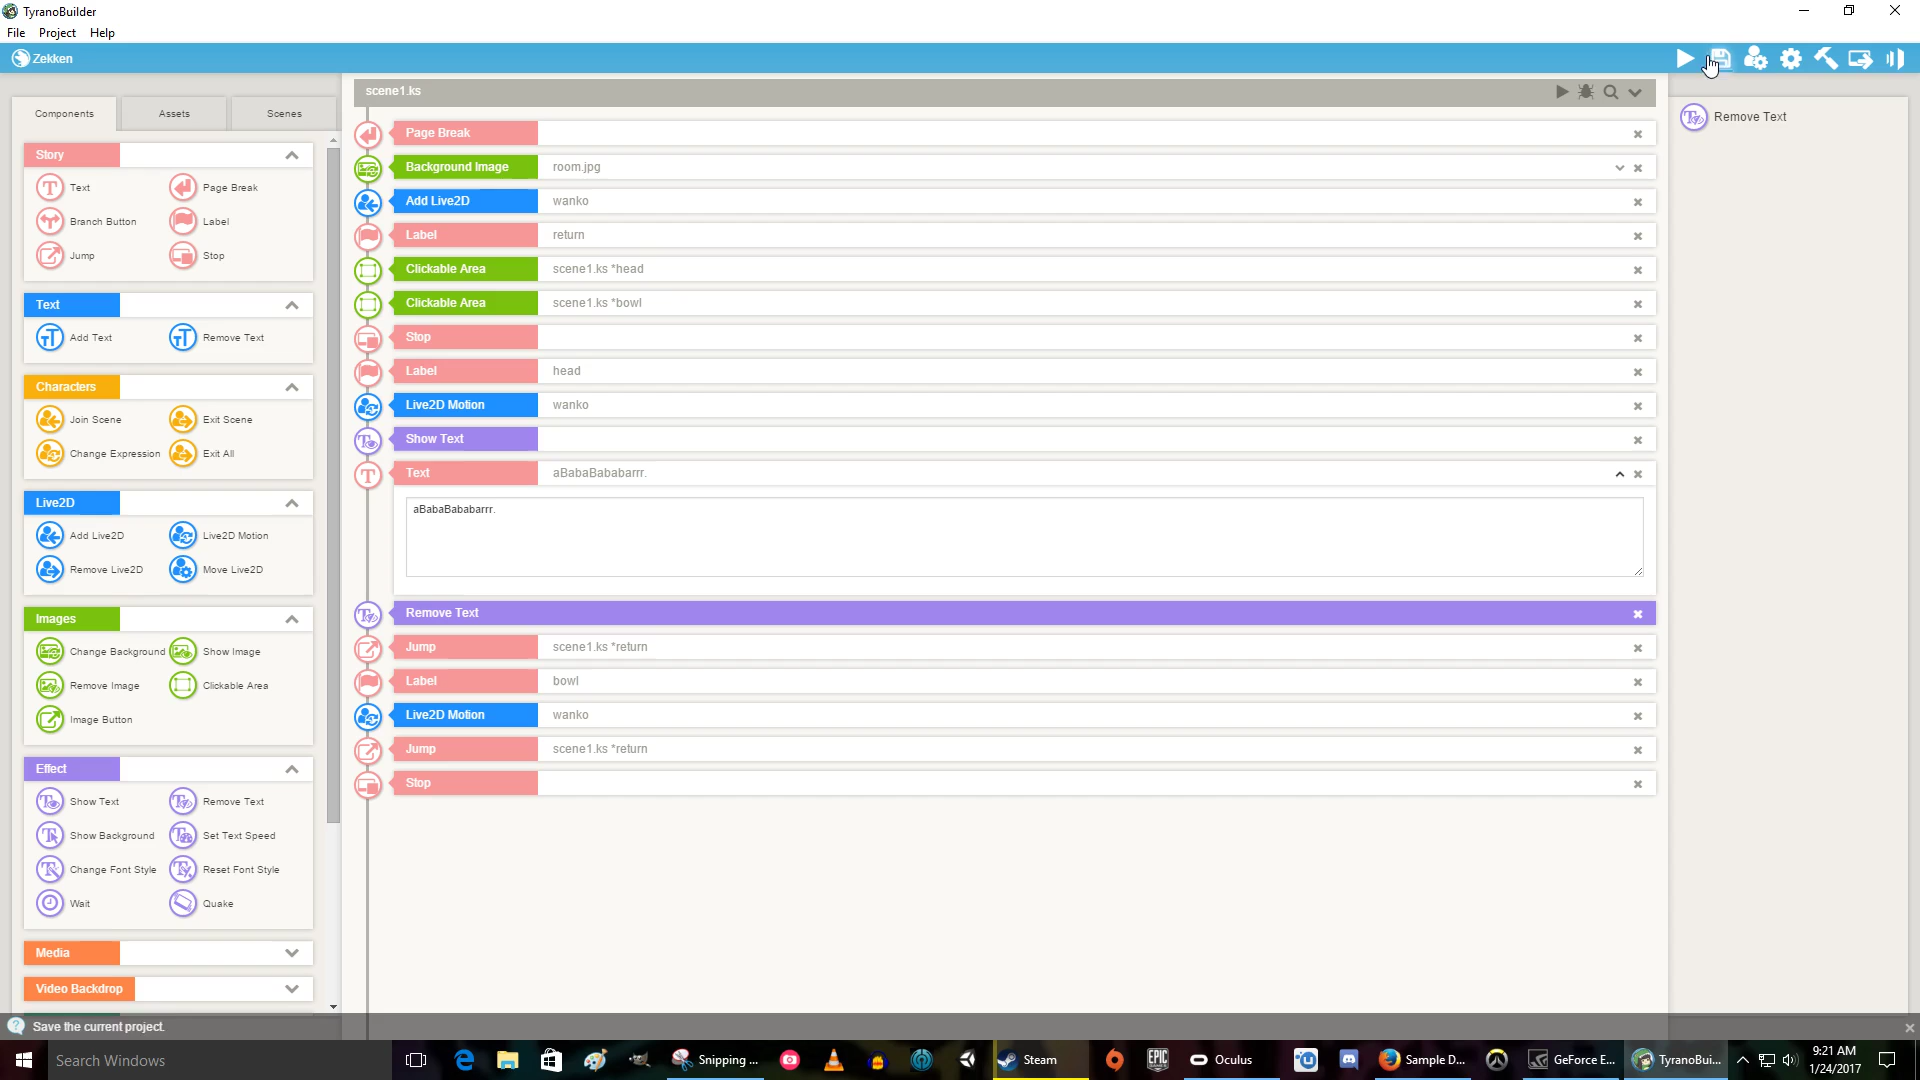 TyranoBuilder
File Project Help
Zekken
Components Assets Scenes
Story
Text Page Break
Branch Button Label
Jump Stop
Text
Add Text Remove Text
Characters
Join Scene Exit Scene
Change Expression Exit All
Live2D
Add Live2D Live2D Motion
Remove Live2D Move Live2D
Images
Change Background Show Image
Remove Image Clickable Area
Image Button
Effect
Show Text Remove Text
Show Background Set Text Speed
Change Font Style Reset Font Style
Wait Quake
Media
Video Backdrop
scene1.ks
Page Break
Background Image room.jpg
Add Live2D wanko
Label return
Clickable Area scene1.ks *head
Clickable Area scene1.ks *bowl
Stop
Label head
Live2D Motion wanko
Show Text
Text aBabaBababarrr.
aBabaBababarrr.
Remove Text
Jump scene1.ks *return
Label bowl
Live2D Motion wanko
Jump scene1.ks *return
Stop
Remove Text
Save the current project.
Search Windows Snipping ... Steam EPIC GAMES Oculus Sample D... GeForce E... TyranoBui... 9:21 AM
1/24/2017